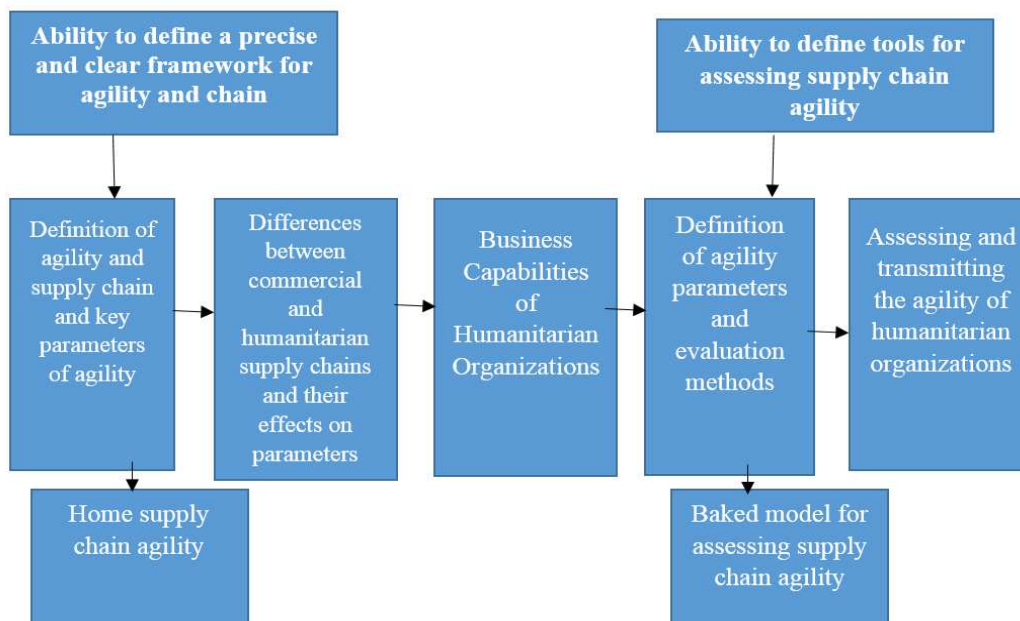 Ability to define a precise
and clear framework for
agility and chain
Ability to define tools for
assessing supply chain
agility
Definition of
agility and
supply chain
and key
parameters
of agility
Differences
between
commercial
and
humanitarian
supply chains
and their
effects on
parameters
Business
Capabilities
of
Humanitarian
Organizations
Definition
of agility
parameters
and
evaluation
methods
Assessing and
transmitting
the agility of
humanitarian
organizations
Home supply
chain agility
Baked model for
assessing supply
chain agility